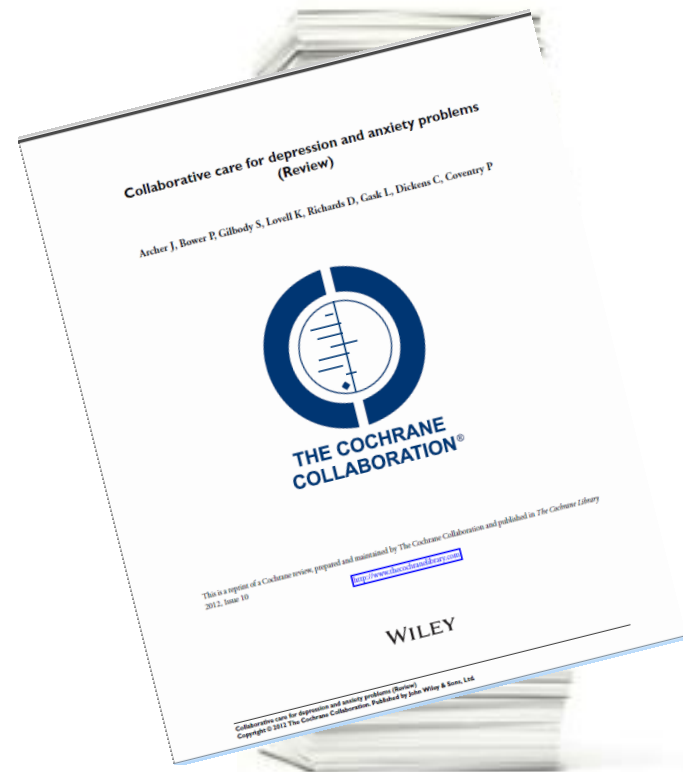 Collaborative care for depression and anxiety problems
(Review)
Archer J, Bower P, Gilbody S, Lovell K, Richards D, Gask L, Dickens C, Coventry P
THE COCHRANE
COLLABORATION®
This is a reprint of a Cochrane review, prepared and maintained by The Cochrane Collaboration and published in The Cochrane Library
2012, Issue 10
http://www.thecochranelibrary.com
WILEY
Collaborative care for depression and anxiety problems (Review)
Copyright © 2012 The Cochrane Collaboration. Published by John Wiley & Sons, Ltd.